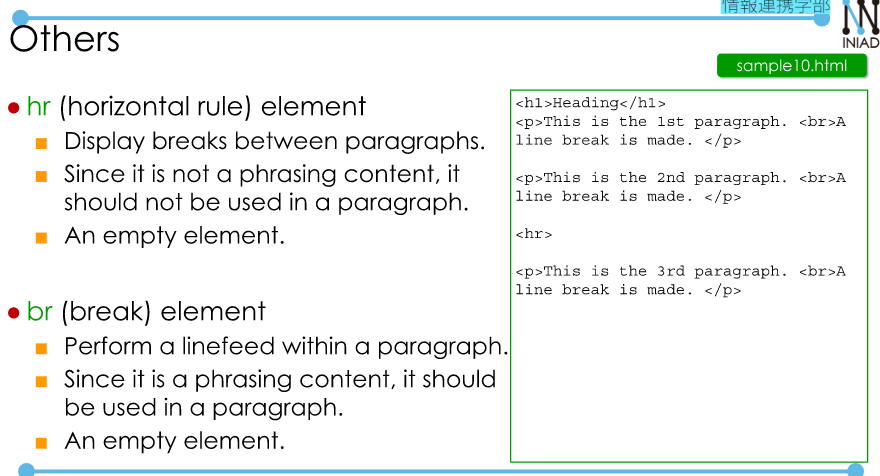 情報連携学部
INIAD
Others
sample10.html
hr (horizontal rule) element
Display breaks between paragraphs.
Since it is not a phrasing content, it
should not be used in a paragraph.
An empty element.
br (break) element
Perform a linefeed within a paragraph.
Since it is a phrasing content, it should
be used in a paragraph.
An empty element.
<h1>Heading</h1>
<p>This is the 1st paragraph. <br>A
line break is made. </p>
<p>This is the 2nd paragraph. <br>A
line break is made. </p>
<hr>
<p>This is the 3rd paragraph. <br>A
line break is made. </p>